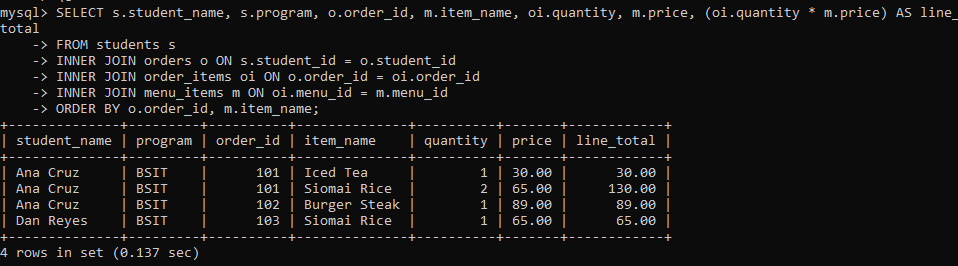 mysql> SELECT s.student_name, s.program, o.order_id, m.item_name, oi.quantity, m.price, (oi.quantity * m.price) AS line_
total
    -> FROM students s
    -> INNER JOIN orders o ON s.student_id = o.student_id
    -> INNER JOIN order_items oi ON o.order_id = oi.order_id
    -> INNER JOIN menu_items m ON oi.menu_id = m.menu_id
    -> ORDER BY o.order_id, m.item_name;
+--------------+---------+----------+--------------+----------+-------+------------+
| student_name | program | order_id | item_name    | quantity | price | line_total |
+--------------+---------+----------+--------------+----------+-------+------------+
| Ana Cruz     | BSIT    |      101 | Iced Tea     |        1 | 30.00 |      30.00 |
| Ana Cruz     | BSIT    |      101 | Siomai Rice  |        2 | 65.00 |     130.00 |
| Ana Cruz     | BSIT    |      102 | Burger Steak |        1 | 89.00 |      89.00 |
| Dan Reyes    | BSIT    |      103 | Siomai Rice  |        1 | 65.00 |      65.00 |
+--------------+---------+----------+--------------+----------+-------+------------+
4 rows in set (0.137 sec)